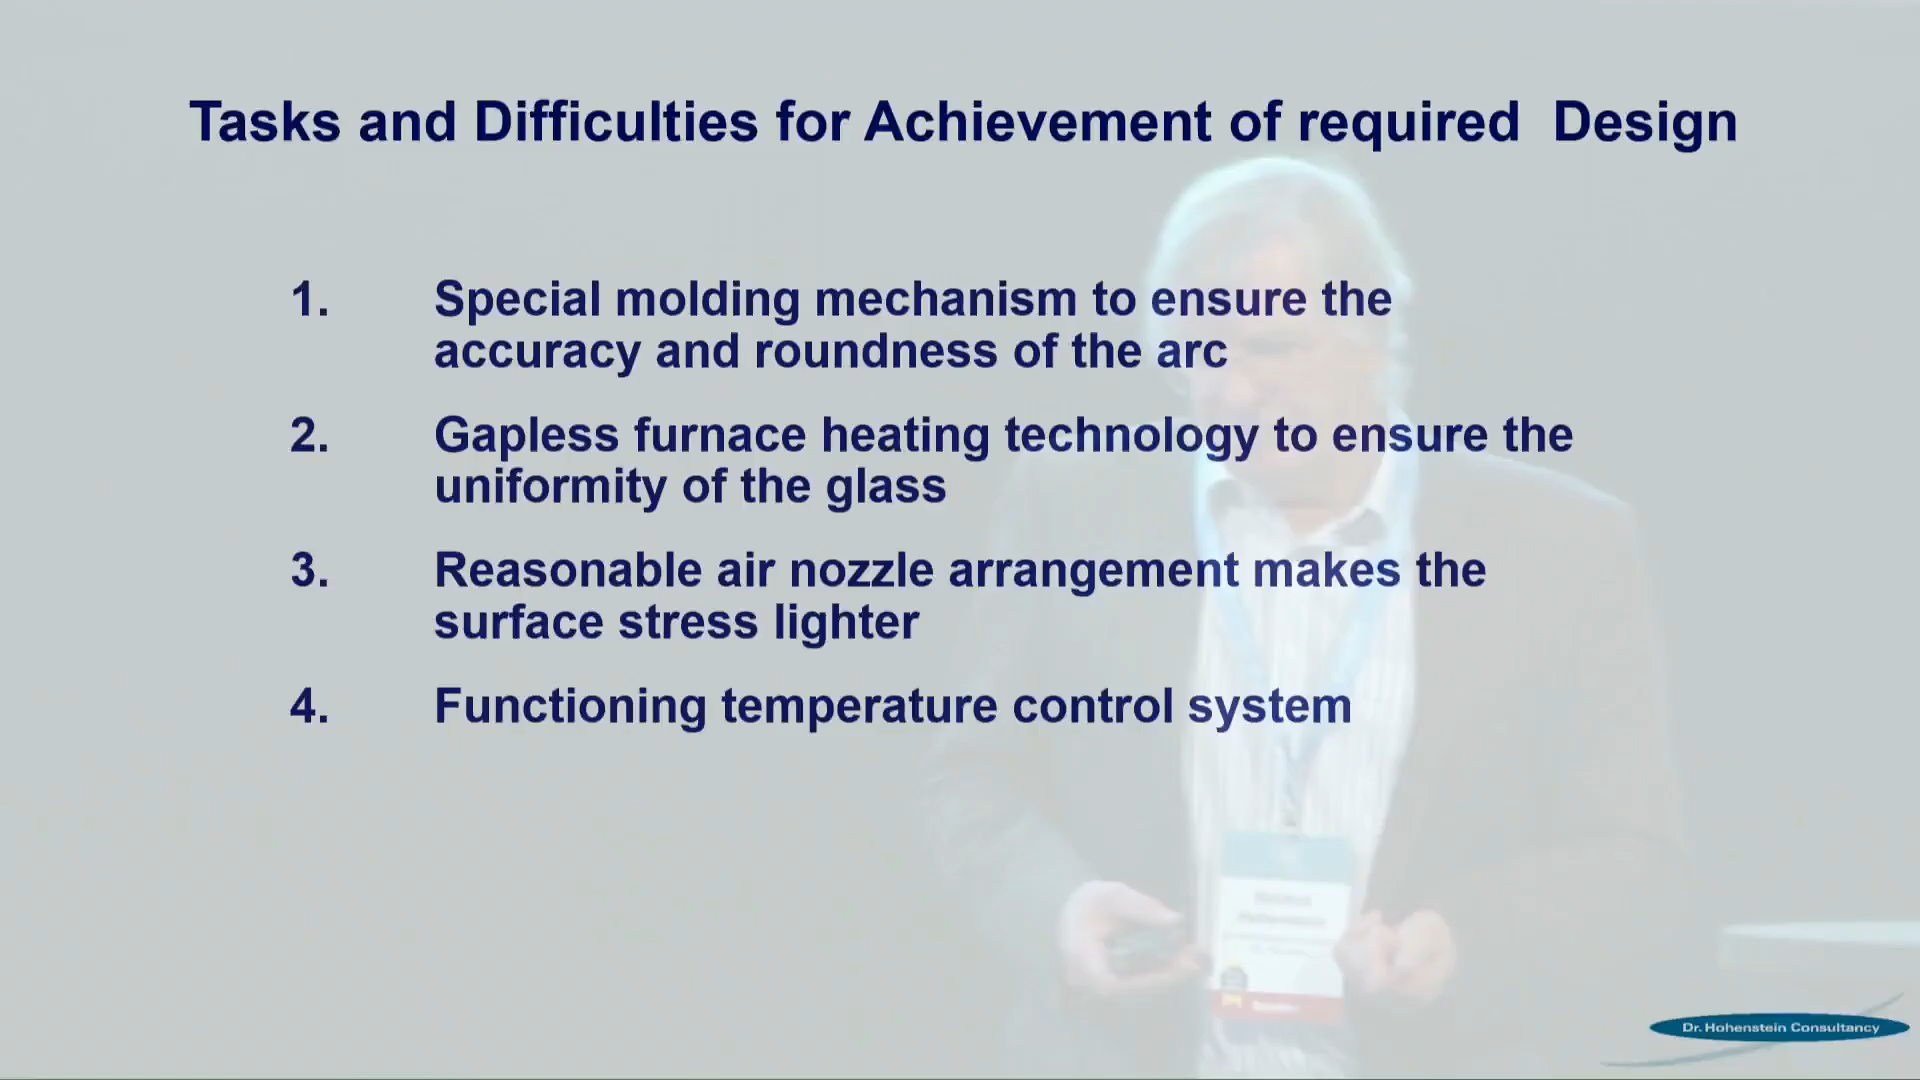 Tasks and Difficulties for Achievement of required Design
1. Special molding mechanism to ensure the
accuracy and roundness of the arc
2. Gapless furnace heating technology to ensure the
uniformity of the glass
3. Reasonable air nozzle arrangement makes the
surface stress lighter
4. Functioning temperature control system
Dr. Hohenstein Consultancy